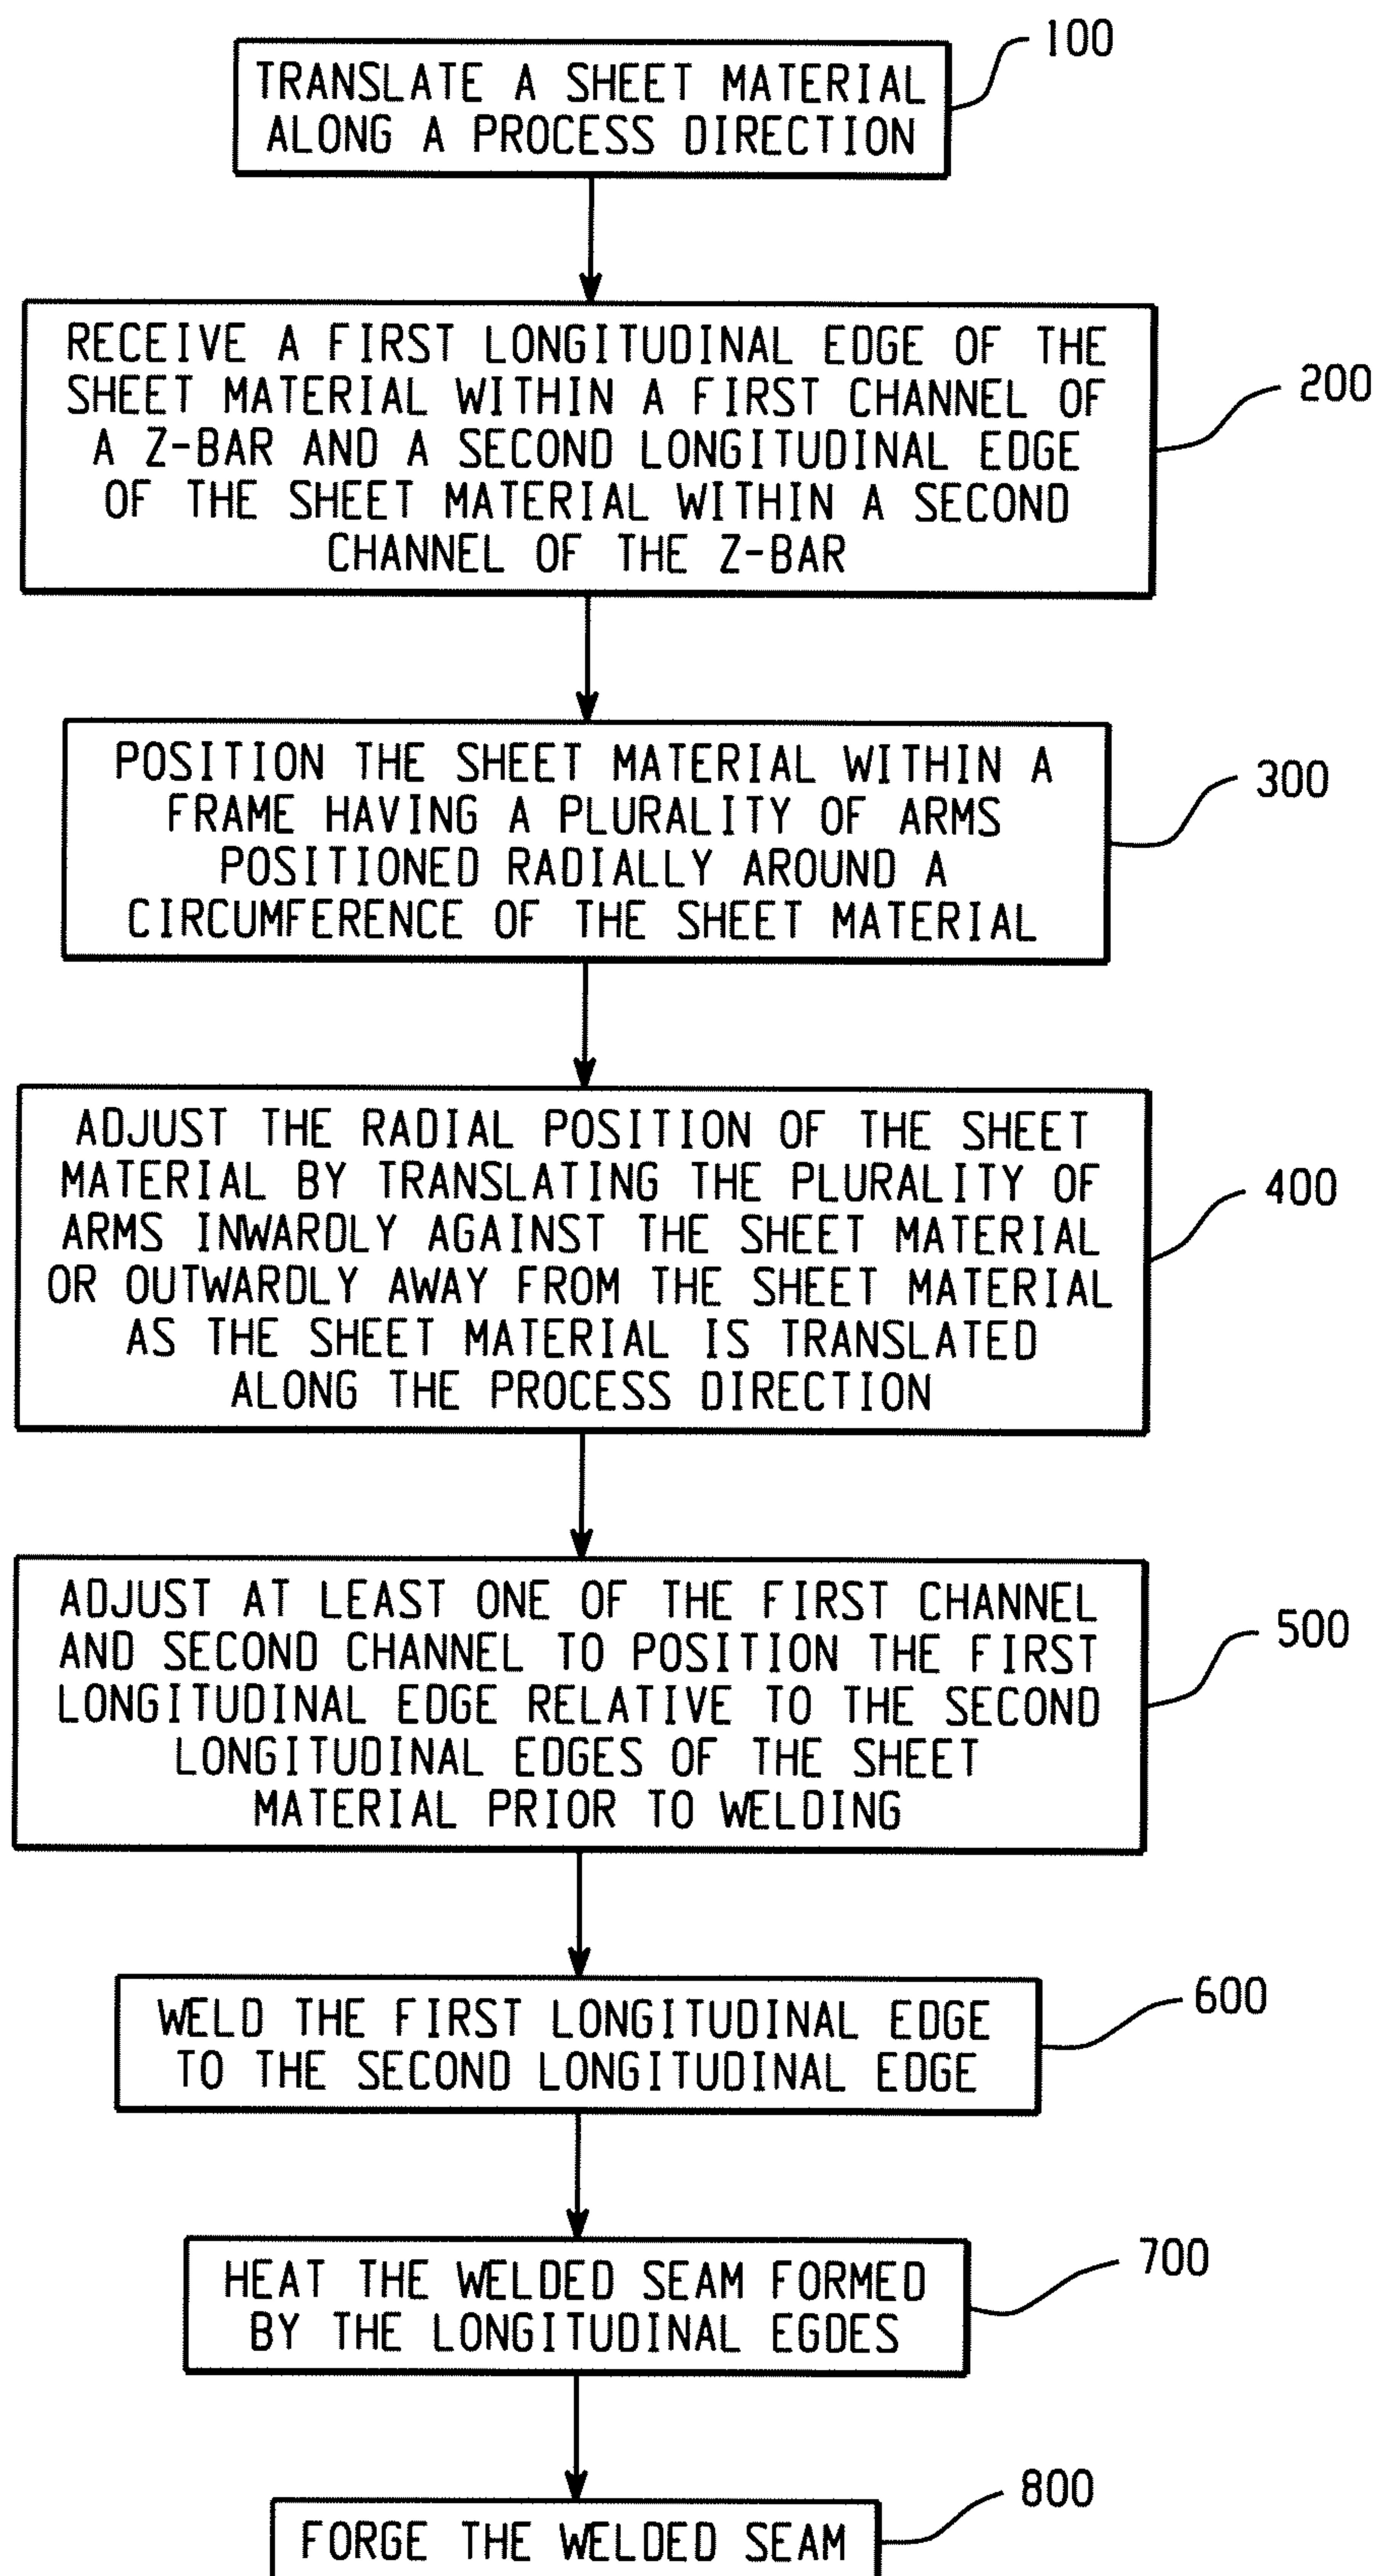 100
TRANSLATE A SHEET MATERIAL
ALONG A PROCESS DIRECTION
200
RECEIVE A FIRST LONGITUDINAL EDGE OF THE
SHEET MATERIAL WITHIN A FIRST CHANNEL OF
A Z-BAR AND A SECOND LONGITUDINAL EDGE
OF THE SHEET MATERIAL WITHIN A SECOND
CHANNEL OF THE Z-BAR
300
POSITION THE SHEET MATERIAL WITHIN A
FRAME HAVING A PLURALITY OF ARMS
POSITIONED RADIALLY AROUND A
CIRCUMFERENCE OF THE SHEET MATERIAL
400
ADJUST THE RADIAL POSITION OF THE SHEET
MATERIAL BY TRANSLATING THE PLURALITY OF
ARMS INWARDLY AGAINST THE SHEET MATERIAL
OR OUTWARDLY AWAY FROM THE SHEET MATERIAL
AS THE SHEET MATERIAL IS TRANSLATED
ALONG THE PROCESS DIRECTION
500
ADJUST AT LEAST ONE OF THE FIRST CHANNEL
AND SECOND CHANNEL TO POSITION THE FIRST
LONGITUDINAL EDGE RELATIVE TO THE SECOND
LONGITUDINAL EDGES OF THE SHEET
MATERIAL PRIOR TO WELDING
600
WELD THE FIRST LONGITUDINAL EDGE
TO THE SECOND LONGITUDINAL EDGE
700
HEAT THE WELDED SEAM FORMED
BY THE LONGITUDINAL EGDES
800
FORGE THE WELDED SEAM